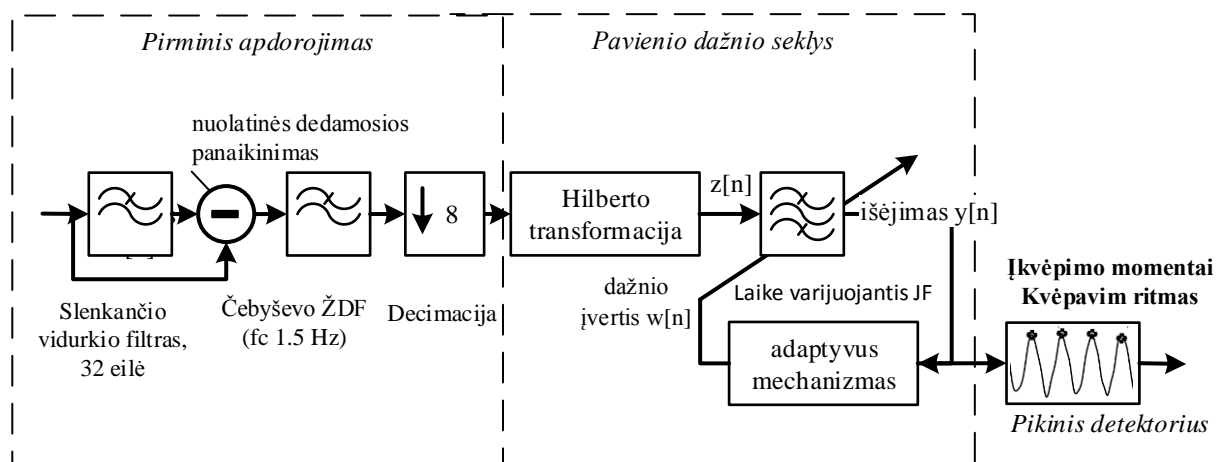 Pirminis apdorojimas
Pavienio dažnio seklys
nuolatinės dedamosios
panaikinimas
8
Hilberto
transformacija
z[n]
išėjimas y[n]
Slenkančio
vidurkio filtras,
32 eilė
Čebyševo ŽDF
(fc 1.5 Hz)
Decimacija
dažnio
įvertis w[n]
Laike varijuojantis JF
adaptyvus
mechanizmas
Įkvėpimo momentai
Kvėpavim ritmas
Pikinis detektorius